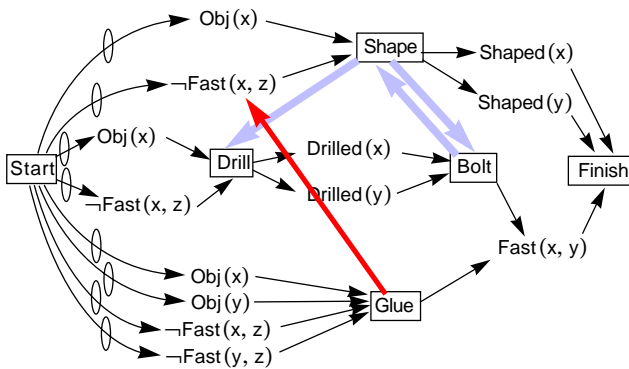 Obj(x)
Shape
Shaped(x)
¬Fast(x, z)
Shaped(y)
Obj(x)
Drilled(x)
Start
Drill
Bolt
Finish
Drilled(y)
¬Fast(x, z)
Fast(x, y)
Obj(x)
Obj(y)
Glue
¬Fast(x, z)
¬Fast(y, z)